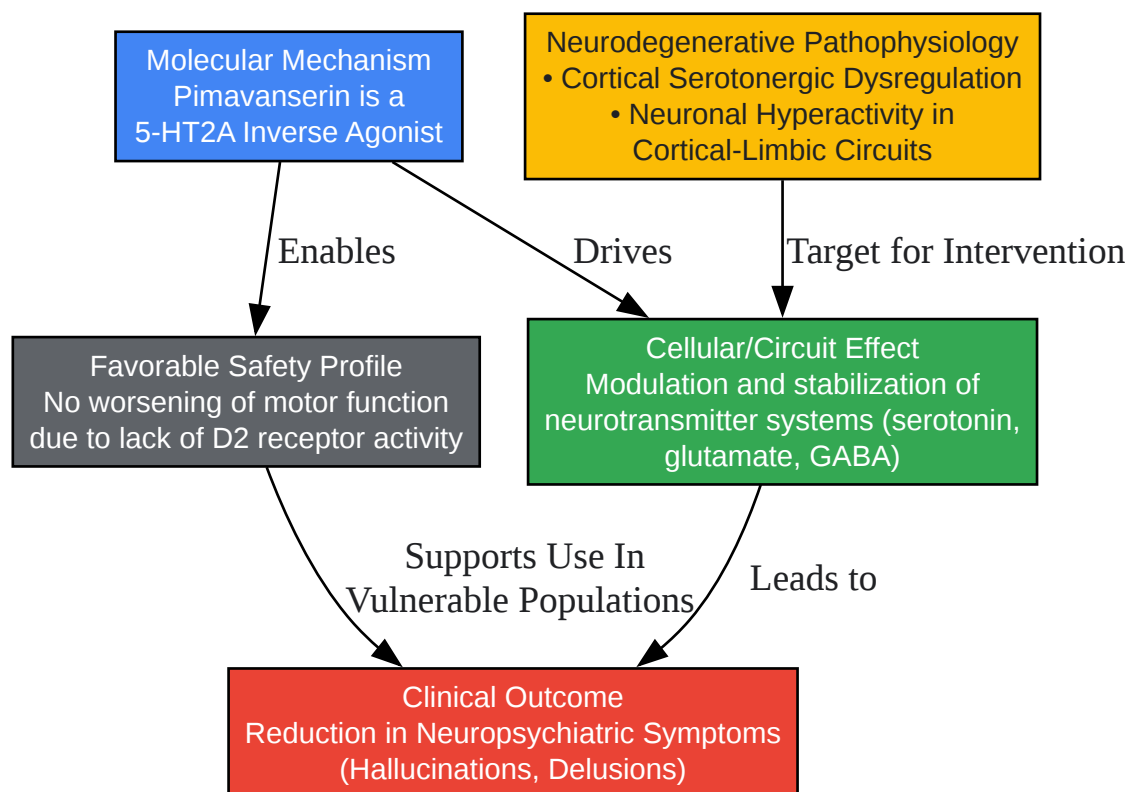 Molecular Mechanism
Pimavanserin is a
5-HT2A Inverse Agonist
Neurodegenerative Pathophysiology
• Cortical Serotonergic Dysregulation
• Neuronal Hyperactivity in
Cortical-Limbic Circuits
Enables
Drives
Target for Intervention
Favorable Safety Profile
No worsening of motor function
due to lack of D2 receptor activity
Cellular/Circuit Effect
Modulation and stabilization of
neurotransmitter systems (serotonin,
glutamate, GABA)
Supports Use In
Vulnerable Populations
Leads to
Clinical Outcome
Reduction in Neuropsychiatric Symptoms
(Hallucinations, Delusions)